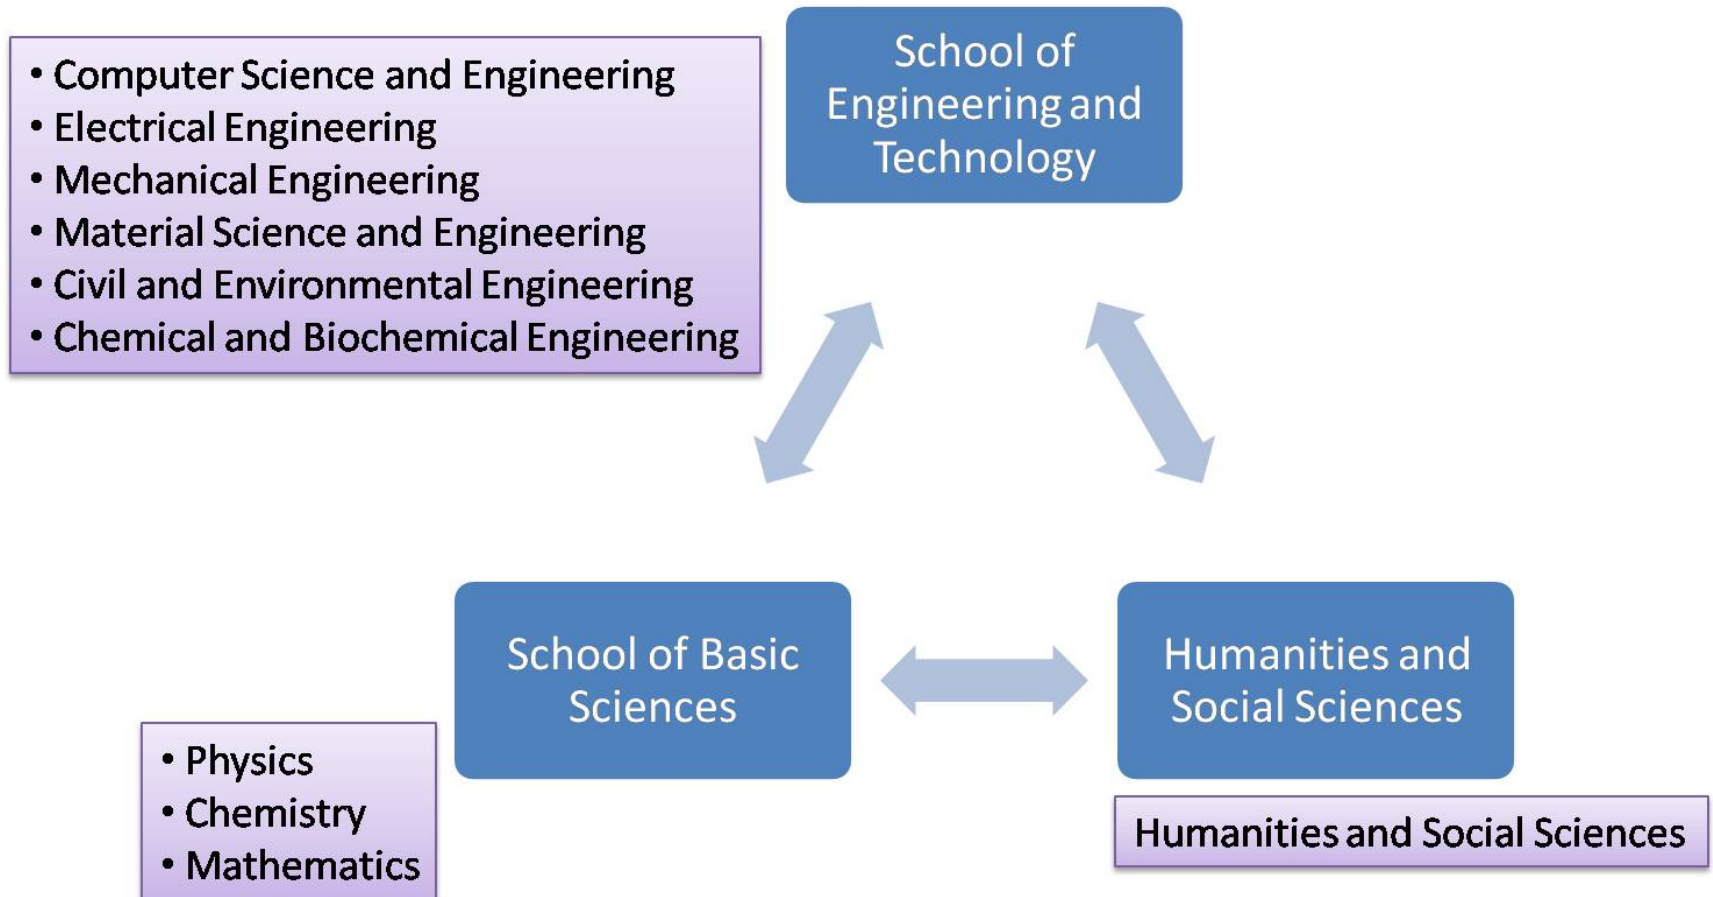 School of
Engineering and
Technology
• Computer Science and Engineering
• Electrical Engineering
• Mechanical Engineering
• Material Science and Engineering
• Civil and Environmental Engineering
• Chemical and Biochemical Engineering
School of Basic
Sciences
• Physics
• Chemistry
• Mathematics
Humanities and
Social Sciences
Humanities and Social Sciences